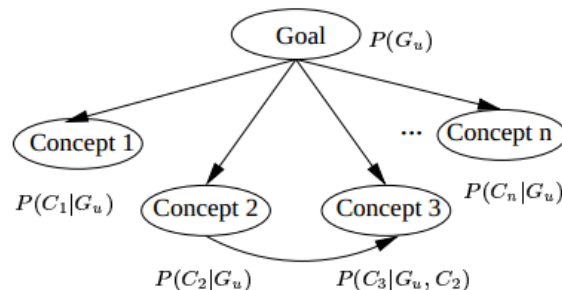 Goal
P(G_u)
Concept 1
P(C_1|G_u)
Concept 2
P(C_2|G_u)
Concept 3
P(C_3|G_u, C_2)
...
Concept n
P(C_n|G_u)